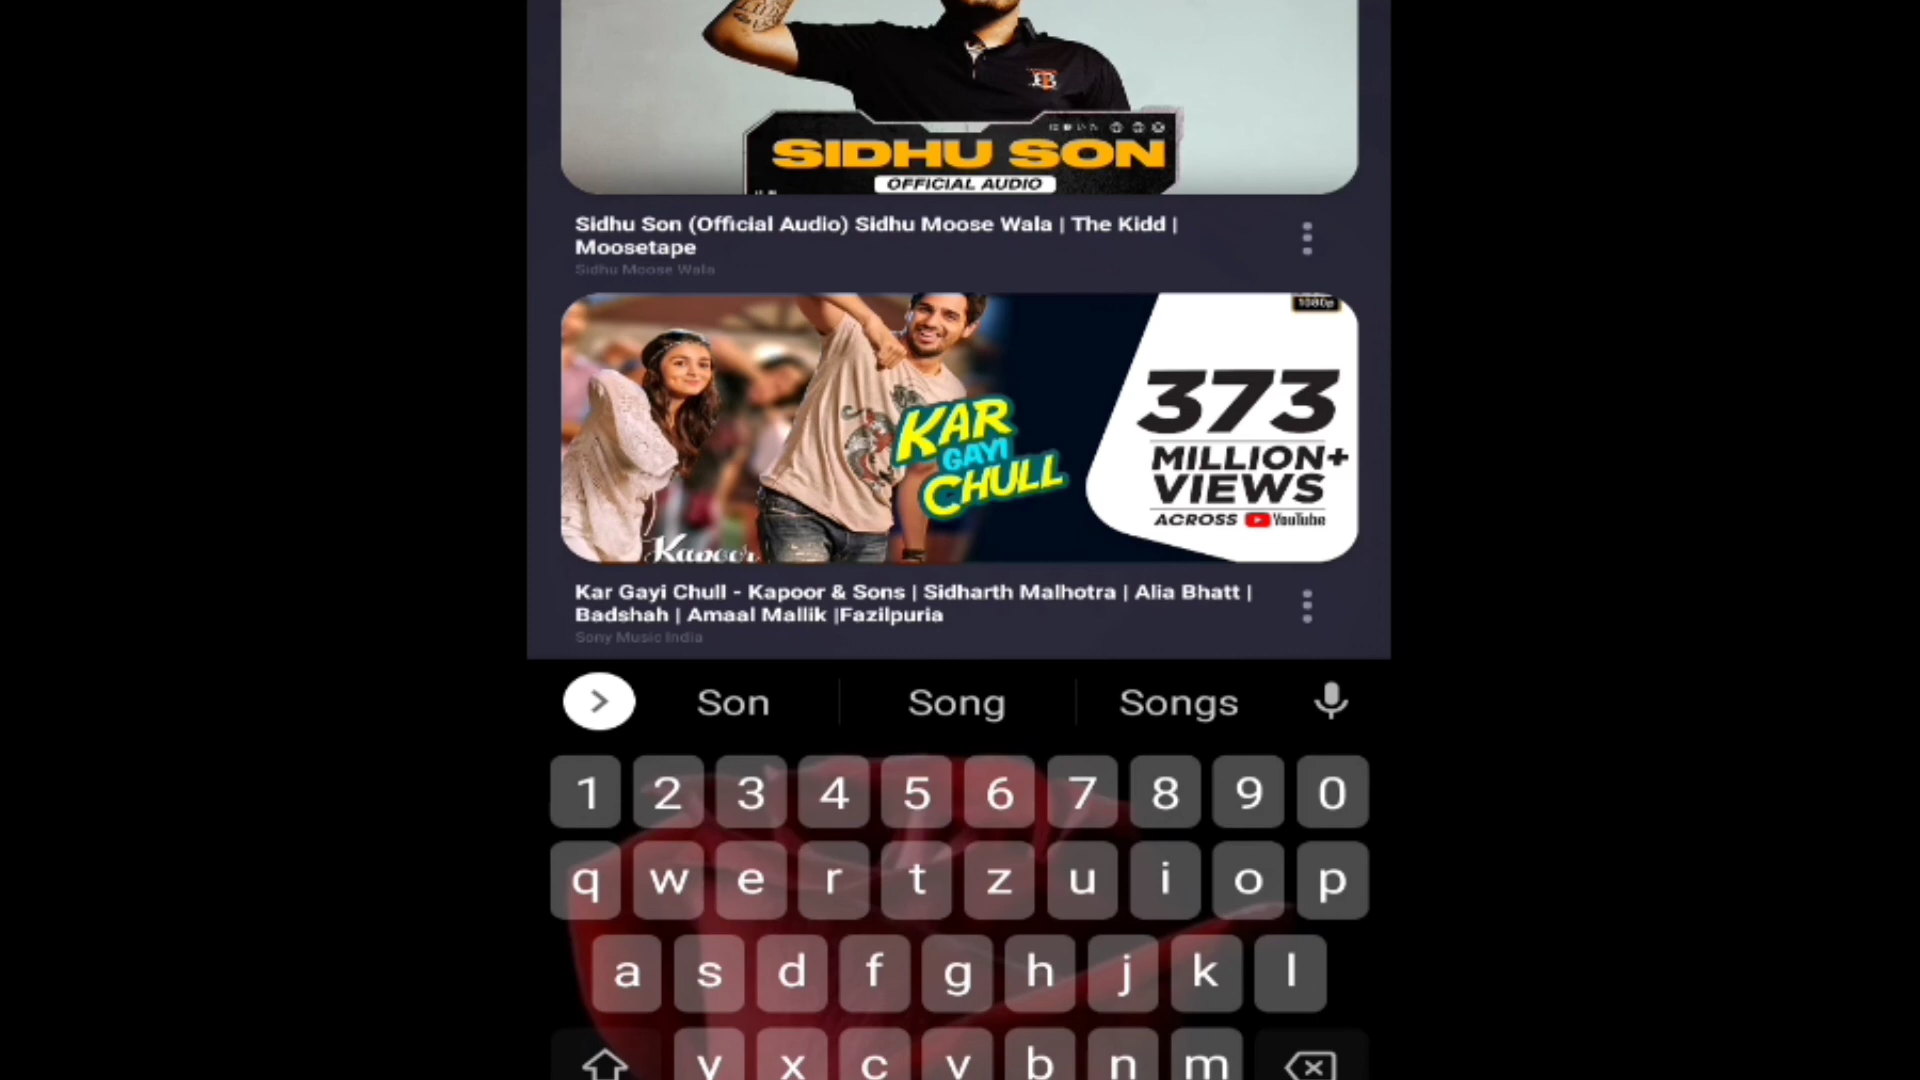 SIDHU SON
OFFICIAL AUDIO
Sidhu Son (Official Audio) Sidhu Moose Wala | The Kidd |
Moosetape
Sidhu Moose Wala
1080p
KAR
GAYI
CHULL
373
MILLION+
VIEWS
ACROSS YouTube
Kapoor
Kar Gayi Chull - Kapoor & Sons | Sidharth Malhotra | Alia Bhatt |
Badshah | Amaal Mallik |Fazilpuria
Sony Music India
Son Song Songs
1 2 3 4 5 6 7 8 9 0
q w e r t z u i o p
a s d f g h j k l
y x c v b n m